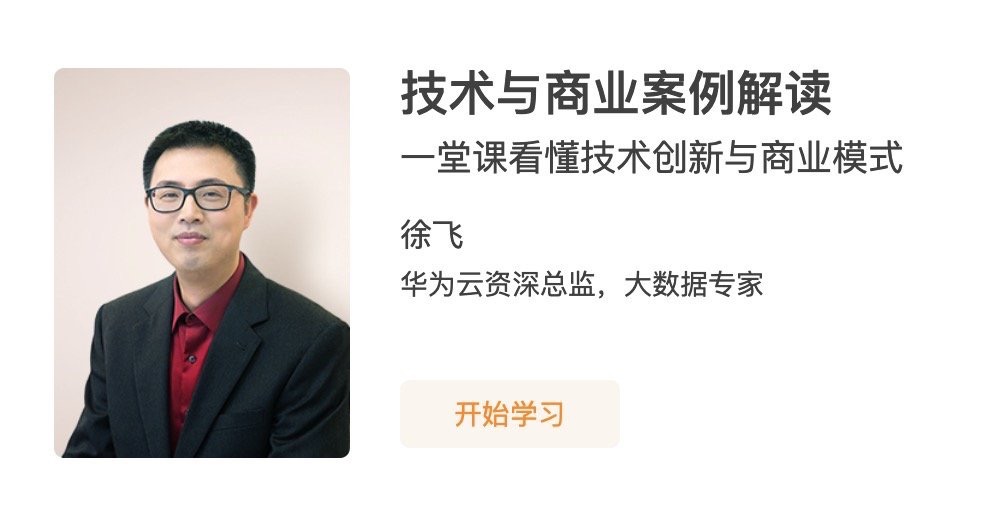 技术与商业案例解读
一堂课看懂技术创新与商业模式
徐飞
华为云资深总监，大数据专家
开始学习